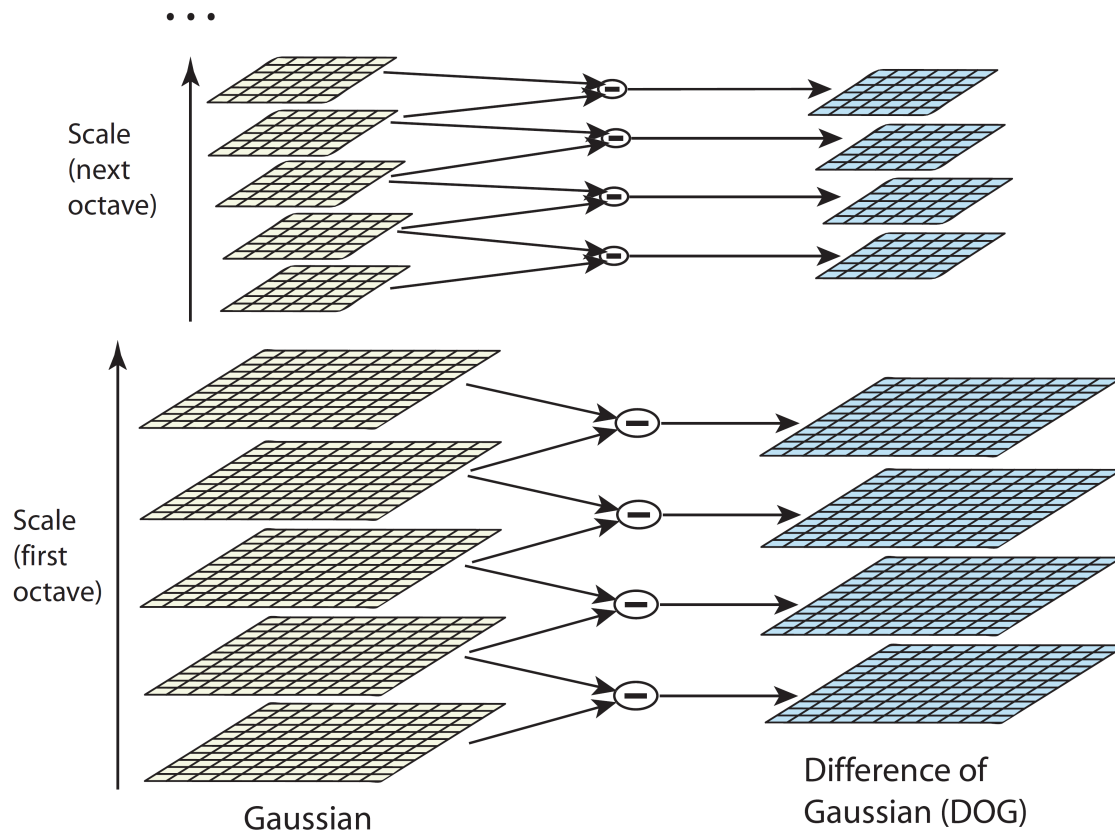 ...
Scale
(next
octave)
Scale
(first
octave)
Gaussian
Difference of
Gaussian (DOG)